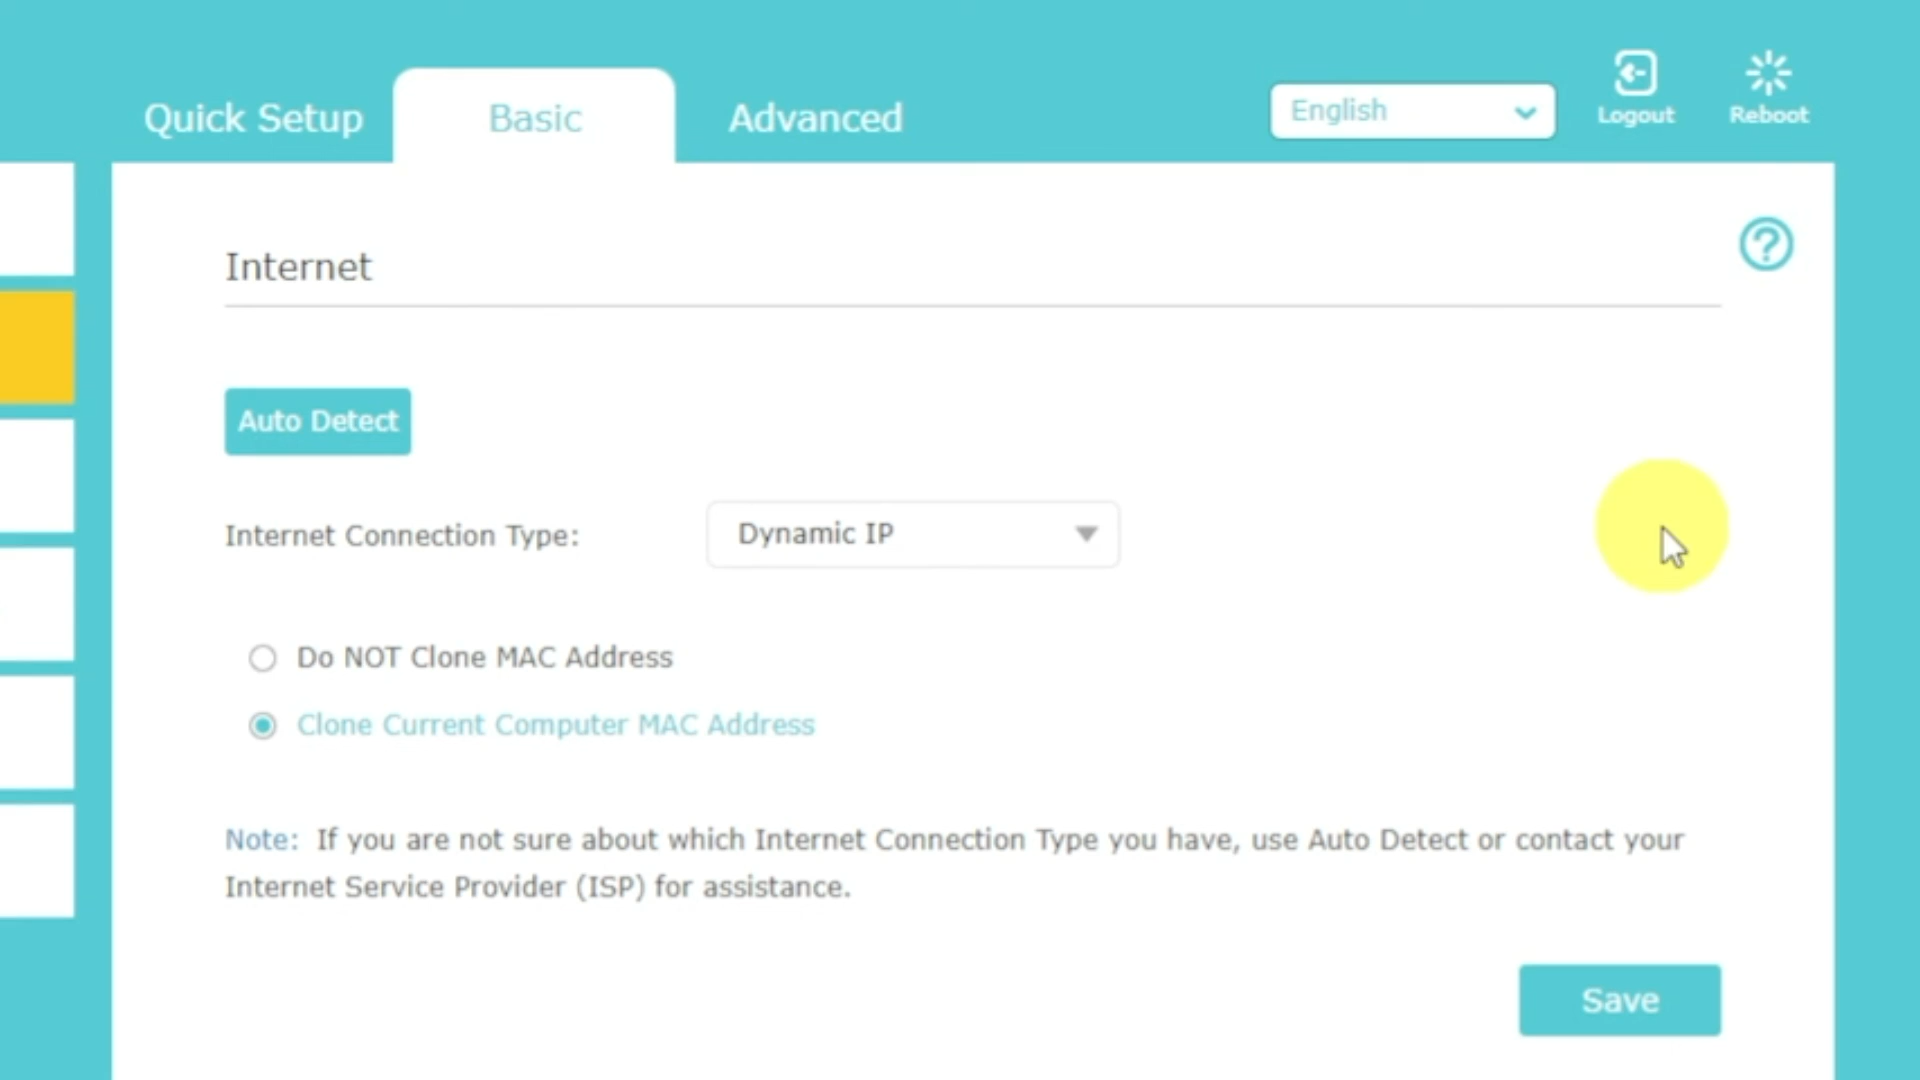 Quick Setup
Basic
Advanced
English
Logout
Reboot
Internet
Auto Detect
Internet Connection Type:
Dynamic IP
Do NOT Clone MAC Address
Clone Current Computer MAC Address
Note: If you are not sure about which Internet Connection Type you have, use Auto Detect or contact your
Internet Service Provider (ISP) for assistance.
Save